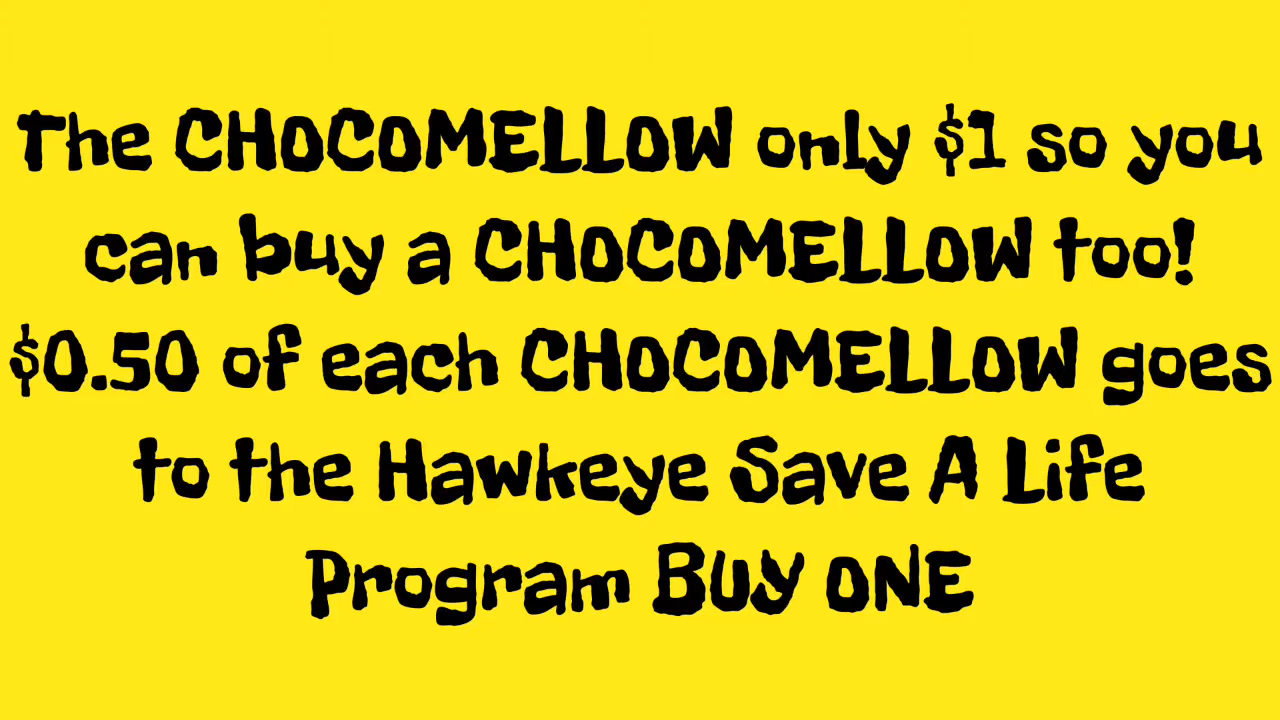 The CHOCOMELLOW only $1 so you
can buy a CHOCOMELLOW too!
$0.50 of each CHOCOMELLOW goes
to the Hawkeye Save A Life
Program BUY ONE